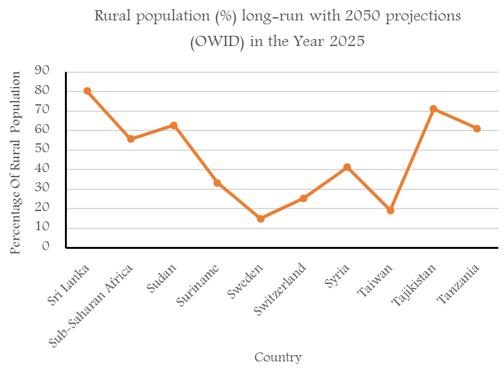 Rural population (%) long-run with 2050 projections
(OWID) in the Year 2025
Percentage Of Rural Population
90
80
70
60
50
40
30
20
10
0
Sri Lanka
Sub-Saharan Africa
Sudan
Suriname
Sweden
Switzerland
Syria
Taiwan
Tajikistan
Tanzania
Country